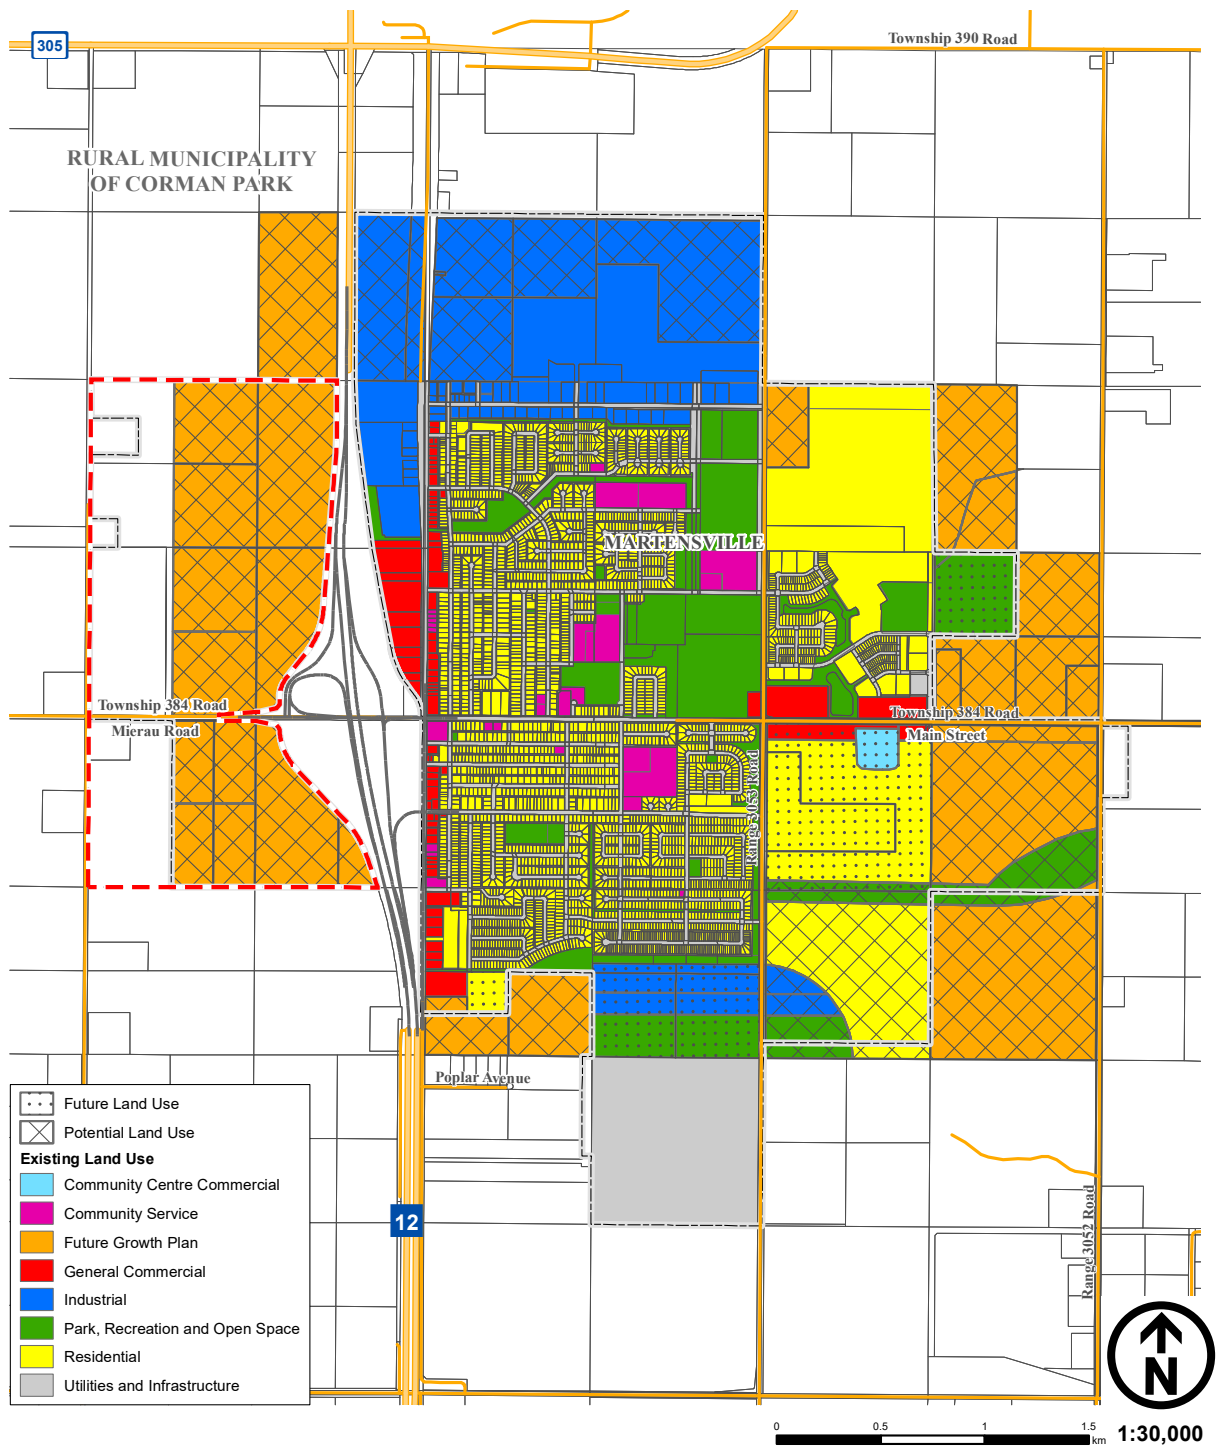 305
Township 390 Road
RURAL MUNICIPALITY
OF CORMAN PARK
MARTENSVILLE
Township 384 Road
Mierau Road
Township 384 Road
Main Street
Range 3053 Road
Poplar Avenue
Future Land Use
Potential Land Use
Existing Land Use
Community Centre Commercial
Community Service
Future Growth Plan
General Commercial
Industrial
Park, Recreation and Open Space
Residential
Utilities and Infrastructure
12
Range 3052 Road
N
0 0.5 1 1.5
km
1:30,000